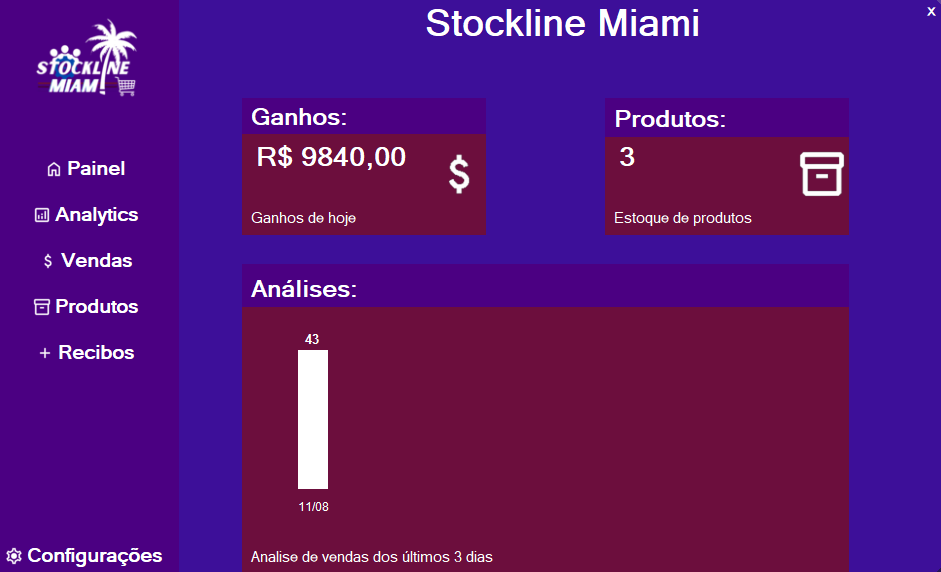 Stockline Miami
X
STOCKLINE
MIAMI
Painel
Analytics
Vendas
Produtos
Recibos
Configurações
Ganhos:
R$ 9840,00
$
Ganhos de hoje
Produtos:
3
Estoque de produtos
Análises:
43
11/08
Analise de vendas dos últimos 3 dias